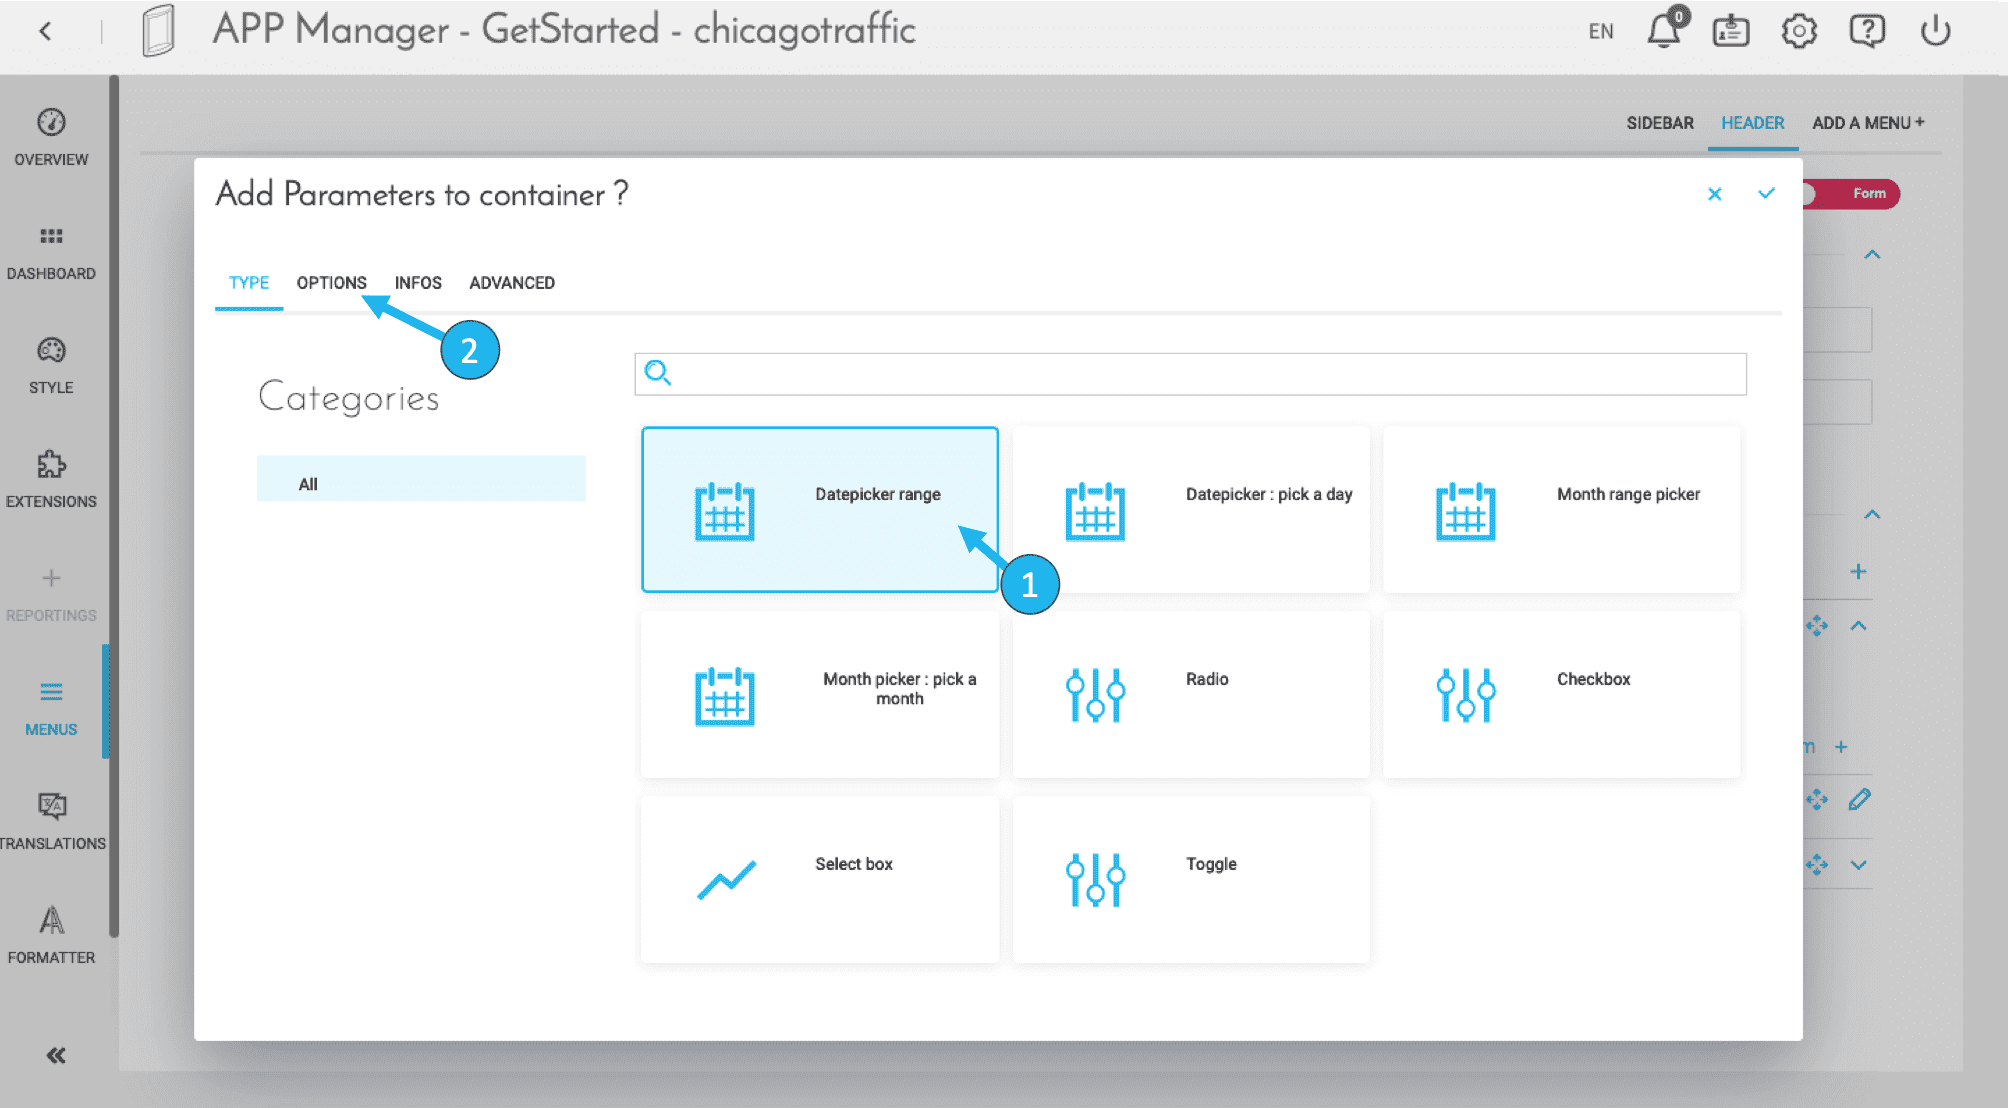 APP Manager - GetStarted - chicagotraffic
EN
0
OVERVIEW
DASHBOARD
STYLE
EXTENSIONS
REPORTINGS
MENUS
TRANSLATIONS
FORMATTER
SIDEBAR
HEADER
ADD A MENU +
Form
Add Parameters to container ?
TYPE
OPTIONS
INFOS
ADVANCED
2
Categories
All
Datepicker range
1
Datepicker : pick a day
Month range picker
Month picker : pick a
month
Radio
Checkbox
Select box
Toggle